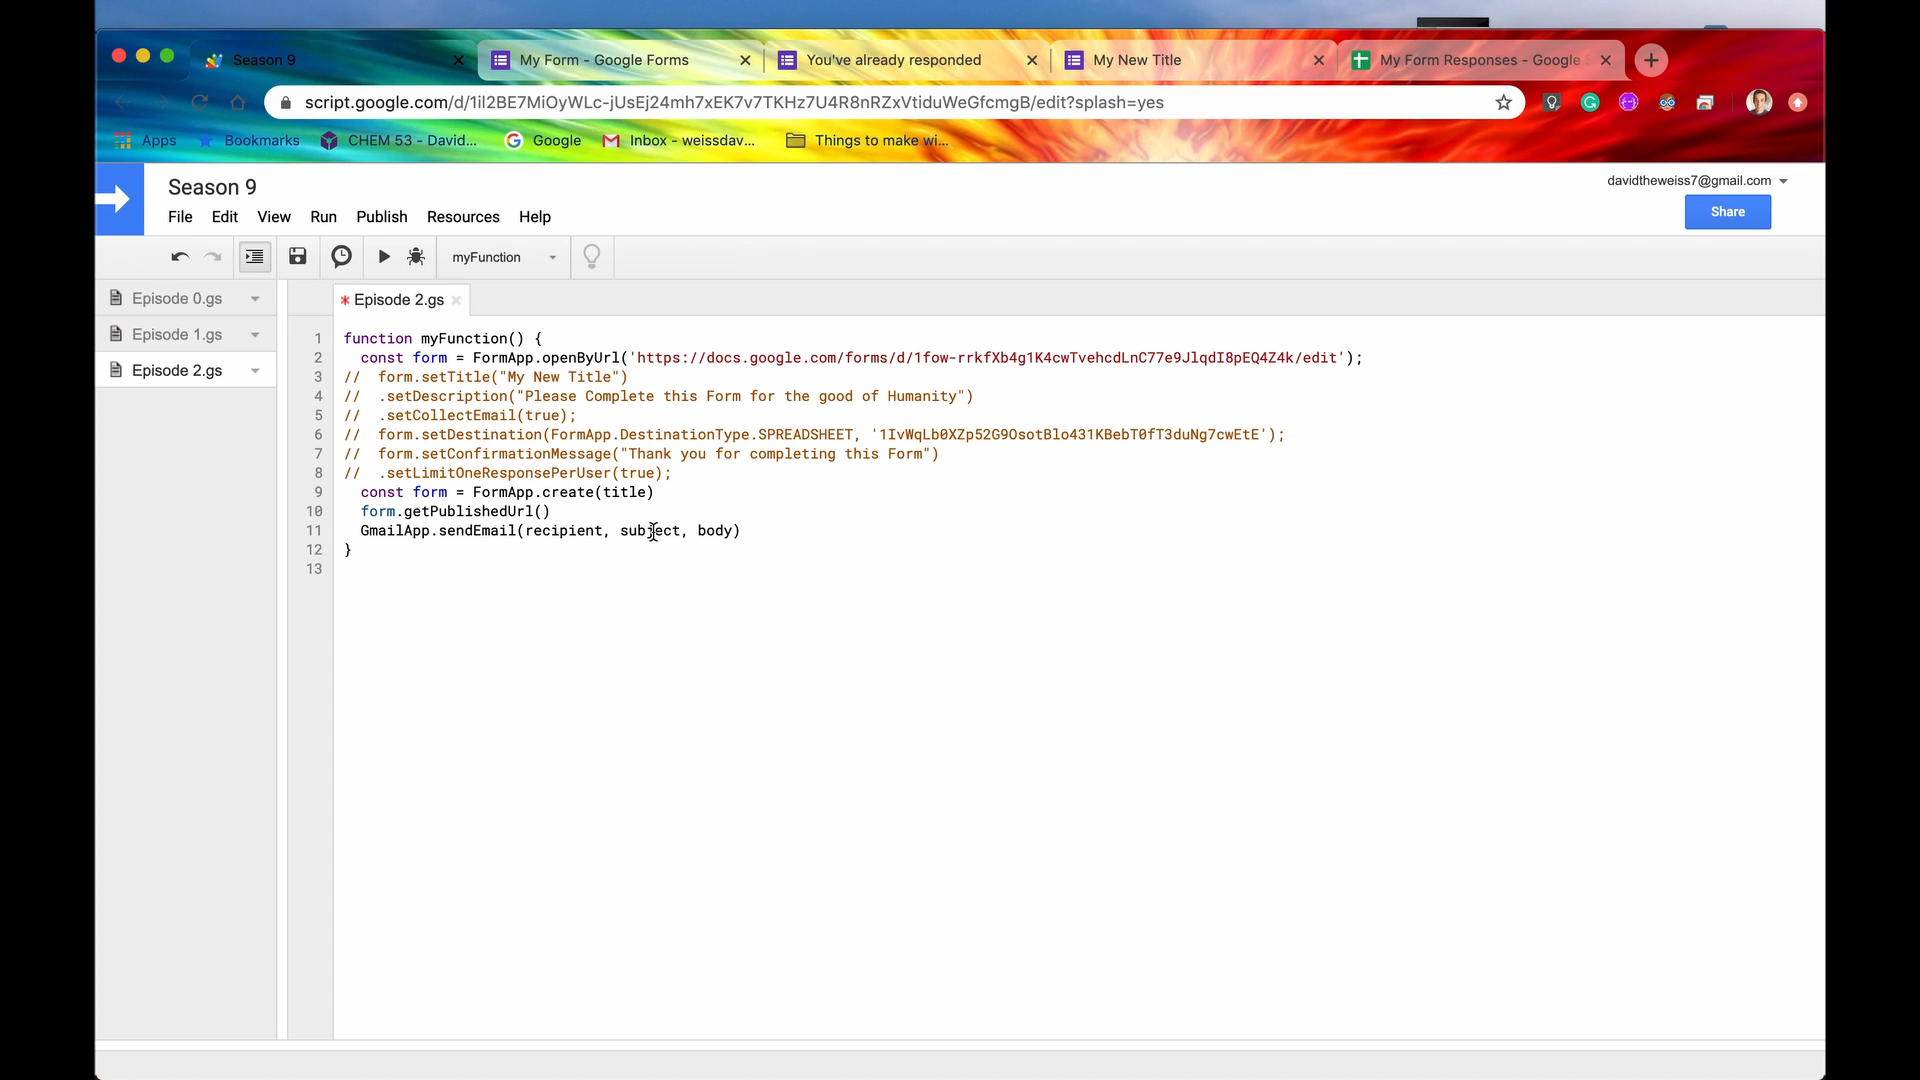 Season 9
My Form - Google Forms
You've already responded
My New Title
My Form Responses - Google S
script.google.com/d/1il2BE7MiOyWLc-jUsEj24mh7xEK7v7TKHz7U4R8nRZxVtiduWeGfcmgB/edit?splash=yes
Apps
Bookmarks
CHEM 53 - David...
Google
Inbox - weissdav...
Things to make wi...
Season 9
davidtheweiss7@gmail.com
File Edit View Run Publish Resources Help
Share
myFunction
Episode 0.gs
Episode 1.gs
Episode 2.gs
* Episode 2.gs
1 function myFunction() {
2 const form = FormApp.openByUrl('https://docs.google.com/forms/d/1fow-rrkfXb4g1K4cwTvehcdLnC77e9JlqdI8pEQ4Z4k/edit');
3 // form.setTitle("My New Title")
4 // .setDescription("Please Complete this Form for the good of Humanity")
5 // .setCollectEmail(true);
6 // form.setDestination(FormApp.DestinationType.SPREADSHEET, '1IvWqLb0XZp52G9OsotBlo431KBebT0fT3duNg7cwEtE');
7 // form.setConfirmationMessage("Thank you for completing this Form")
8 // .setLimitOneResponsePerUser(true);
9 const form = FormApp.create(title)
10 form.getPublishedUrl()
11 GmailApp.sendEmail(recipient, subject, body)
12 }
13